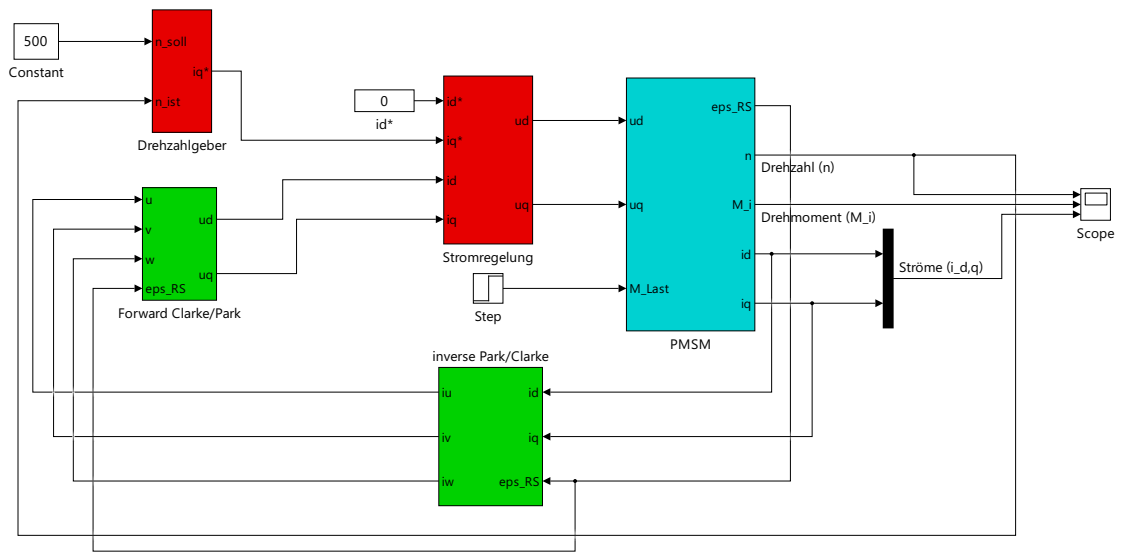 500
Constant
n_soll
iq*
n_ist
Drehzahlgeber
0
id*
id*
iq*
id
iq
ud
uq
Stromregelung
u
v
w
eps_RS
ud
uq
Forward Clarke/Park
Step
ud
uq
M_Last
eps_RS
n
M_i
id
iq
PMSM
Drehzahl (n)
Drehmoment (M_i)
Ströme (i_d,q)
Scope
inverse Park/Clarke
iu
iv
iw
id
iq
eps_RS